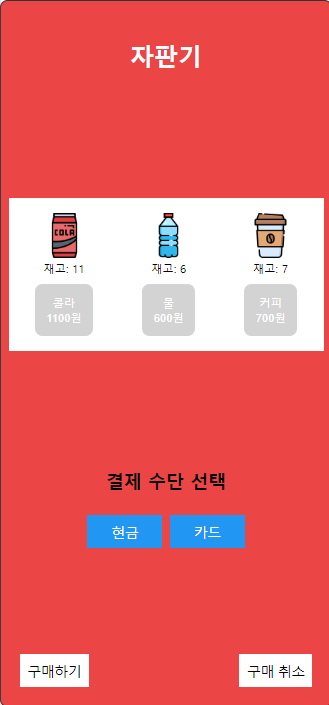 자판기
COLA
재고: 11
재고: 6
재고: 7
콜라
1100원
물
600원
커피
700원
결제 수단 선택
현금
카드
구매하기
구매 취소